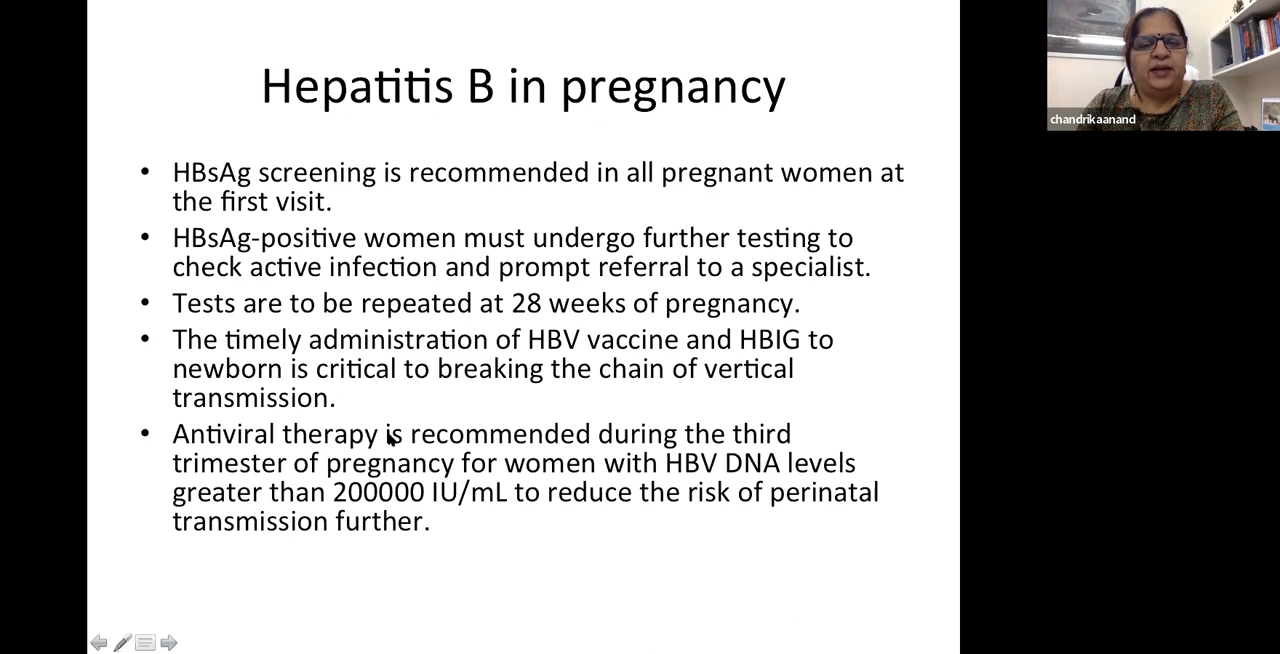 Hepatitis B in pregnancy
• HBsAg screening is recommended in all pregnant women at
the first visit.
• HBsAg-positive women must undergo further testing to
check active infection and prompt referral to a specialist.
• Tests are to be repeated at 28 weeks of pregnancy.
• The timely administration of HBV vaccine and HBIG to
newborn is critical to breaking the chain of vertical
transmission.
• Antiviral therapy is recommended during the third
trimester of pregnancy for women with HBV DNA levels
greater than 200000 IU/mL to reduce the risk of perinatal
transmission further.
chandrikaanand